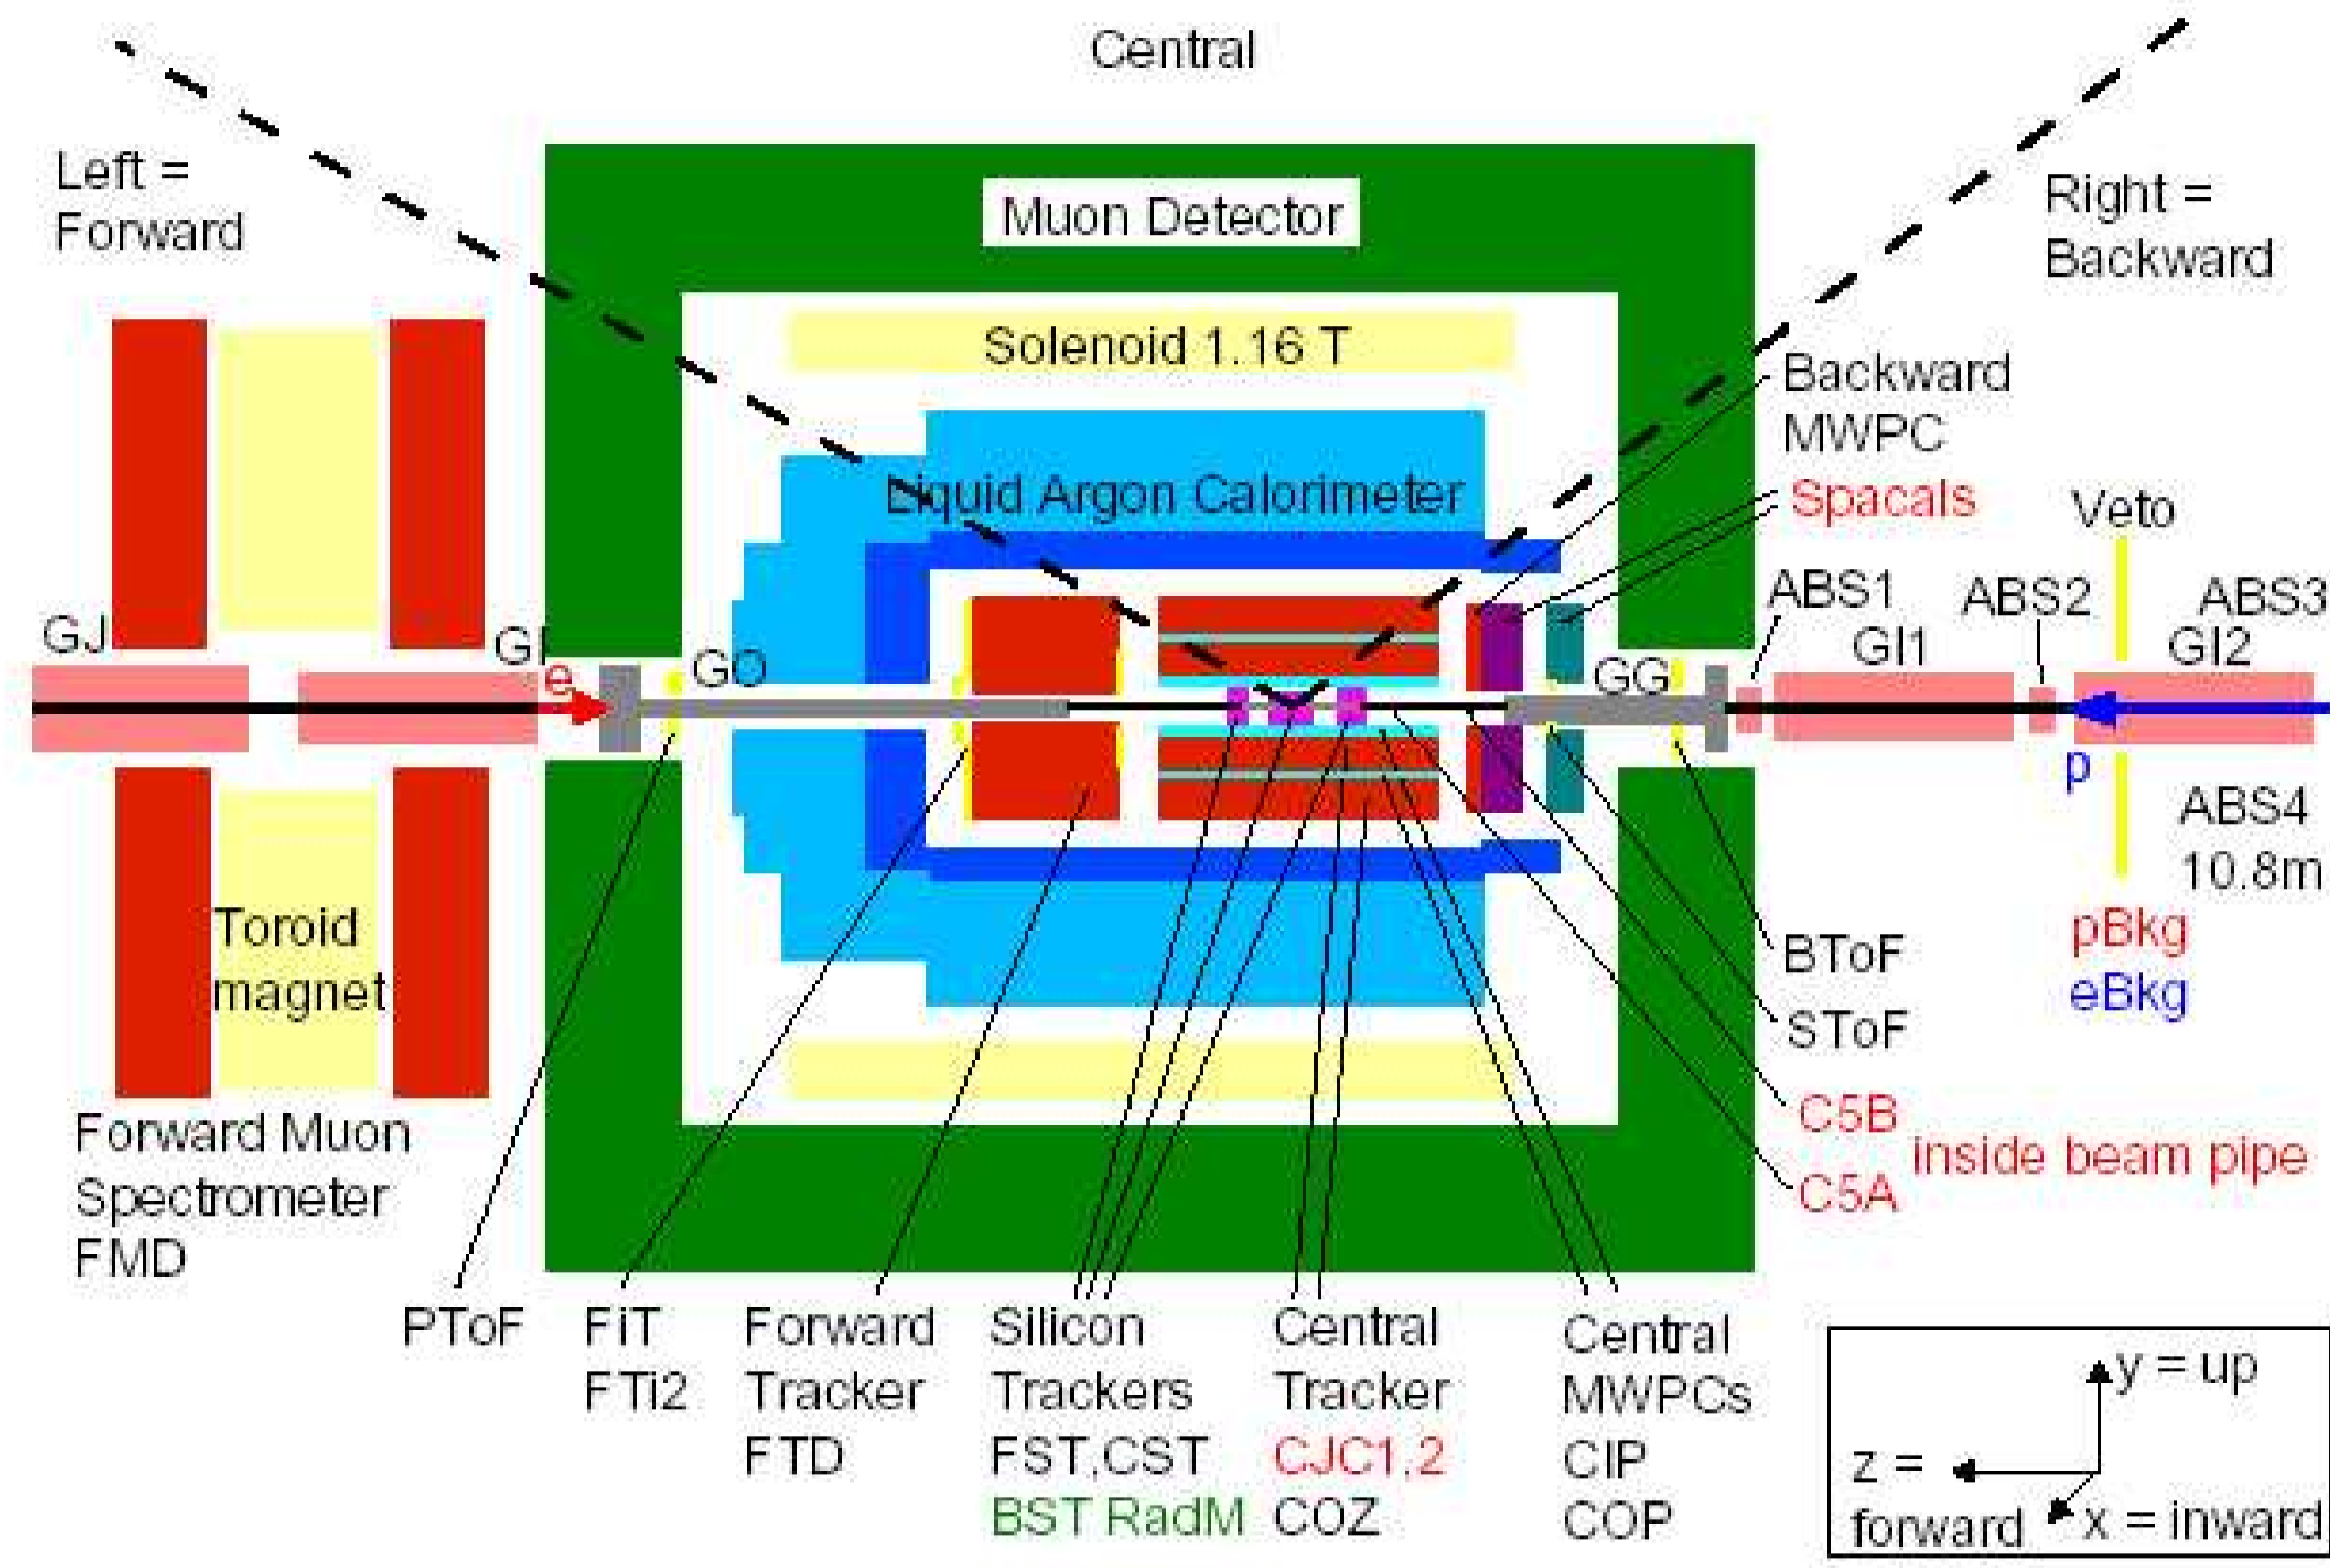 Central
Left =
Forward
Right =
Backward
Muon Detector
Solenoid 1.16 T
Backward
MWPC
Liquid Argon Calorimeter
Spacals
Veto
ABS1
ABS2
ABS3
GJ
GI
GO
GG
GI1
GI2
e
p
ABS4
10.8m
pBkg
eBkg
Toroid
magnet
BToF
SToF
C5B
inside beam pipe
C5A
Forward Muon
Spectrometer
FMD
PToF
FiT
FTi2
Forward
Tracker
FTD
Silicon
Trackers
FST,CST
BST RadM
Central
Tracker
CJC1,2
COZ
Central
MWPCs
CIP
COP
y = up
z =
forward
x = inward